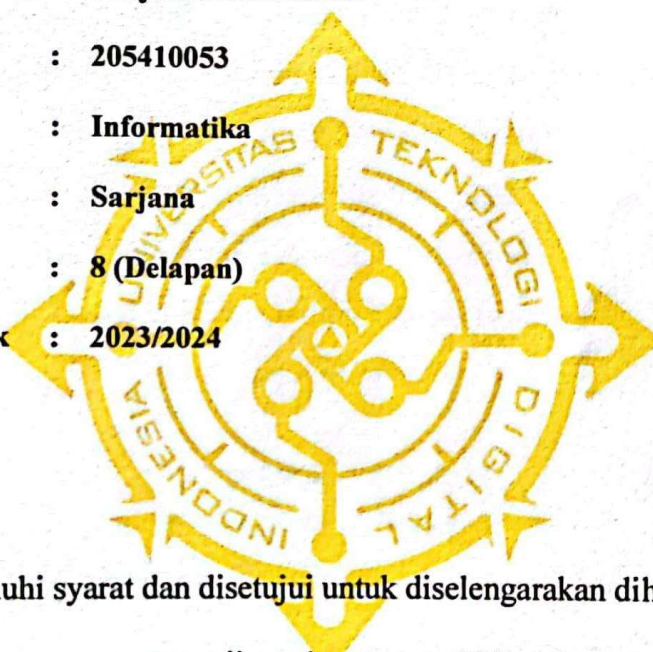 : 205410053
: Informatika
: Sarjana
: 8 (Delapan)
: 2023/2024
UNIVERSITAS TEKNOLOGI DIGITAL INDONESIA
uhi syarat dan disetujui untuk diselengarakan dih